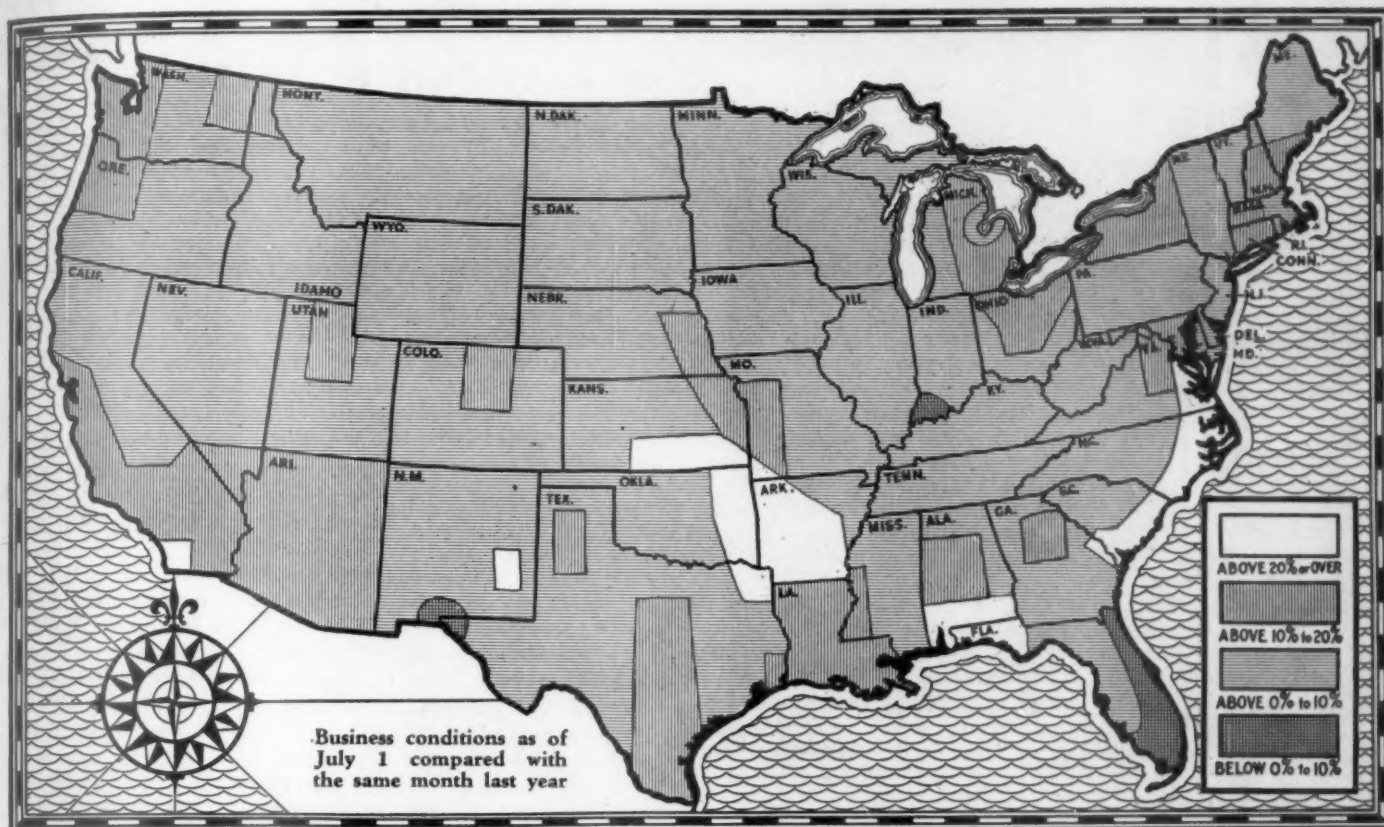 WASH.
MONT.
N.DAK.
MINN.
ME.
ORE.
VT.
N.H.
WIS.
MICH.
MASS.
S.DAK.
WYO.
R.I.
CONN.
CALIF.
NEV.
IDAHO
UTAH
IOWA
PA.
NEBR.
ILL.
IND.
OHIO
N.J.
COLO.
MO.
DEL.
MD.
W.VA.
VA.
KANS.
KY.
ARI.
N.M.
OKLA.
TEX.
ARK.
TENN.
N.C.
S.C.
MISS.
ALA.
GA.
LA.
FLA.
Business conditions as of
July 1 compared with
the same month last year
ABOVE 20% or OVER
ABOVE 10% to 20%
ABOVE 0% to 10%
BELOW 0% to 10%